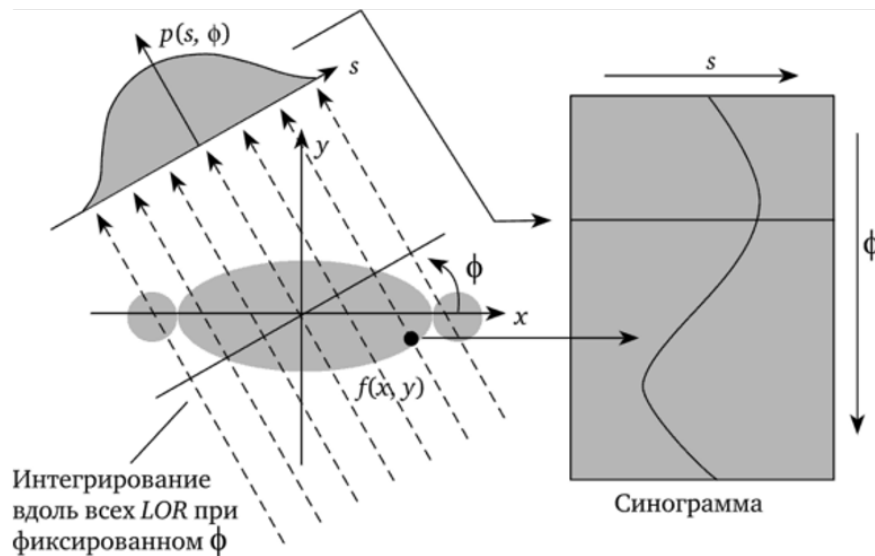 p(s, ϕ)
s
s
y
ϕ
ϕ
x
f(x, y)
Интегрирование
вдоль всех LOR при
фиксированном ϕ
Синограмма